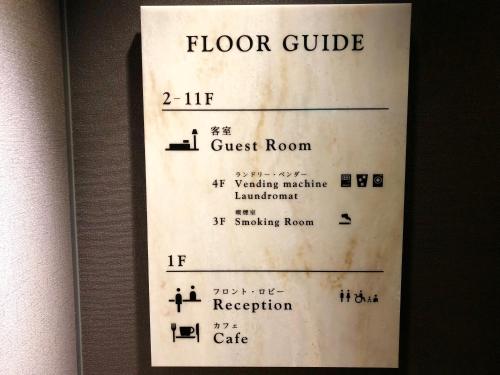 FLOOR GUIDE
2-11F
客室
Guest Room
ランドリー・ベンダー
4F Vending machine
Laundromat
喫煙室
3F Smoking Room
1F
フロント・ロビー
Reception
カフェ
Cafe